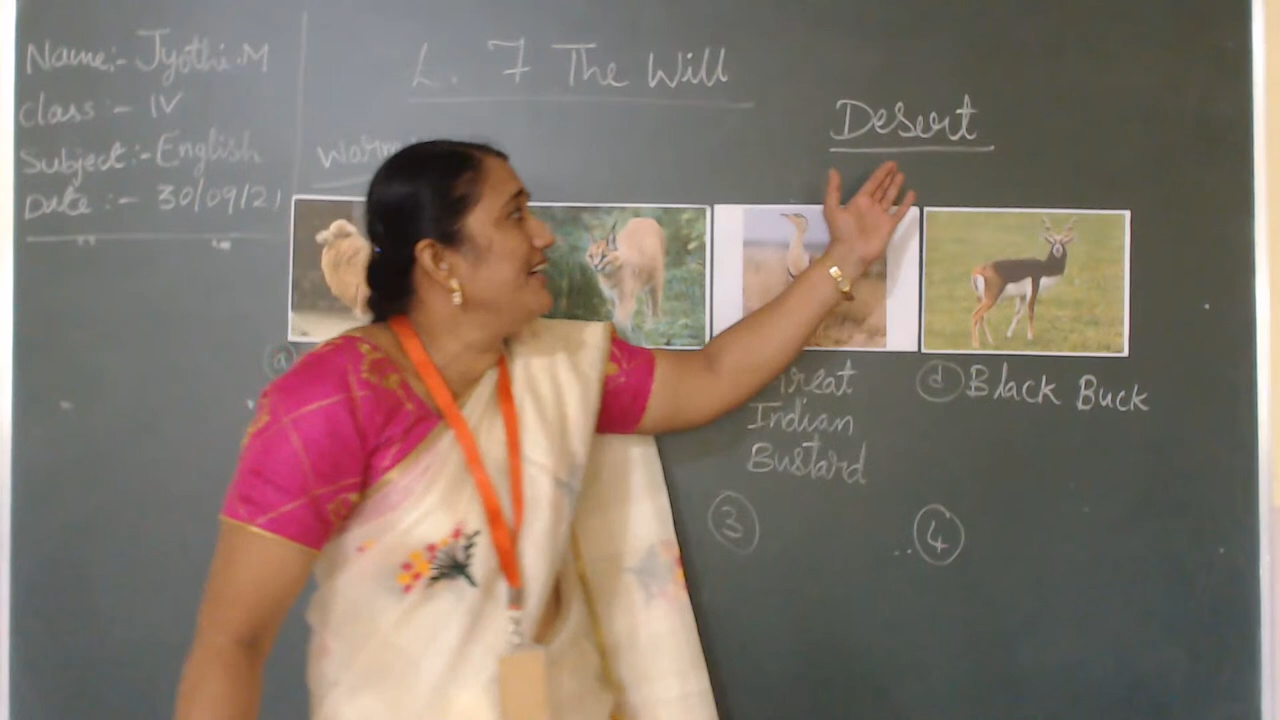 Name:- Jyothi.M
Class :- IV
Subject:- English
Date :- 30/09/21
L. 7 The Will
Desert
Warm
a
Great
Indian
Bustard
d Black Buck
3
4